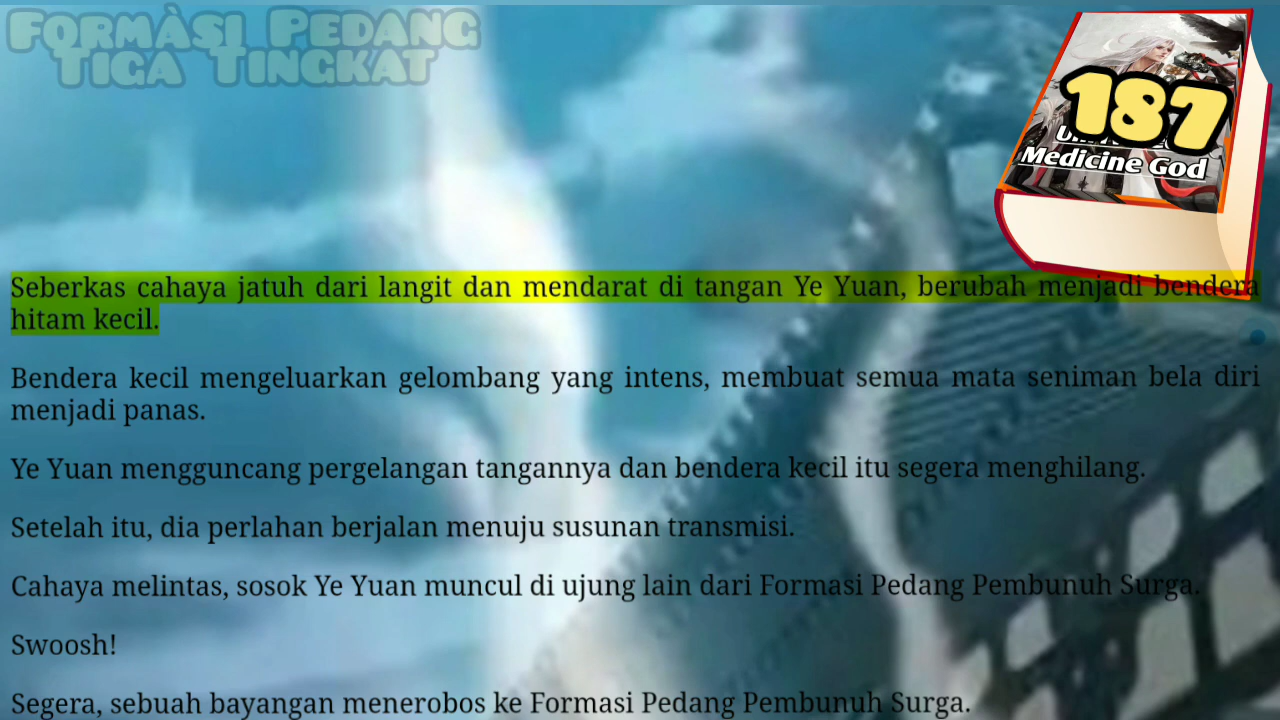 Formàsi Pedang
Tiga Tingkat
187
Medicine God
Seberkas cahaya jatuh dari langit dan mendarat di tangan Ye Yuan, berubah menjadi bendera
hitam kecil.
Bendera kecil mengeluarkan gelombang yang intens, membuat semua mata seniman bela diri
menjadi panas.
Ye Yuan mengguncang pergelangan tangannya dan bendera kecil itu segera menghilang.
Setelah itu, dia perlahan berjalan menuju susunan transmisi.
Cahaya melintas, sosok Ye Yuan muncul di ujung lain dari Formasi Pedang Pembunuh Surga.
Swoosh!
Segera, sebuah bayangan menerobos ke Formasi Pedang Pembunuh Surga.